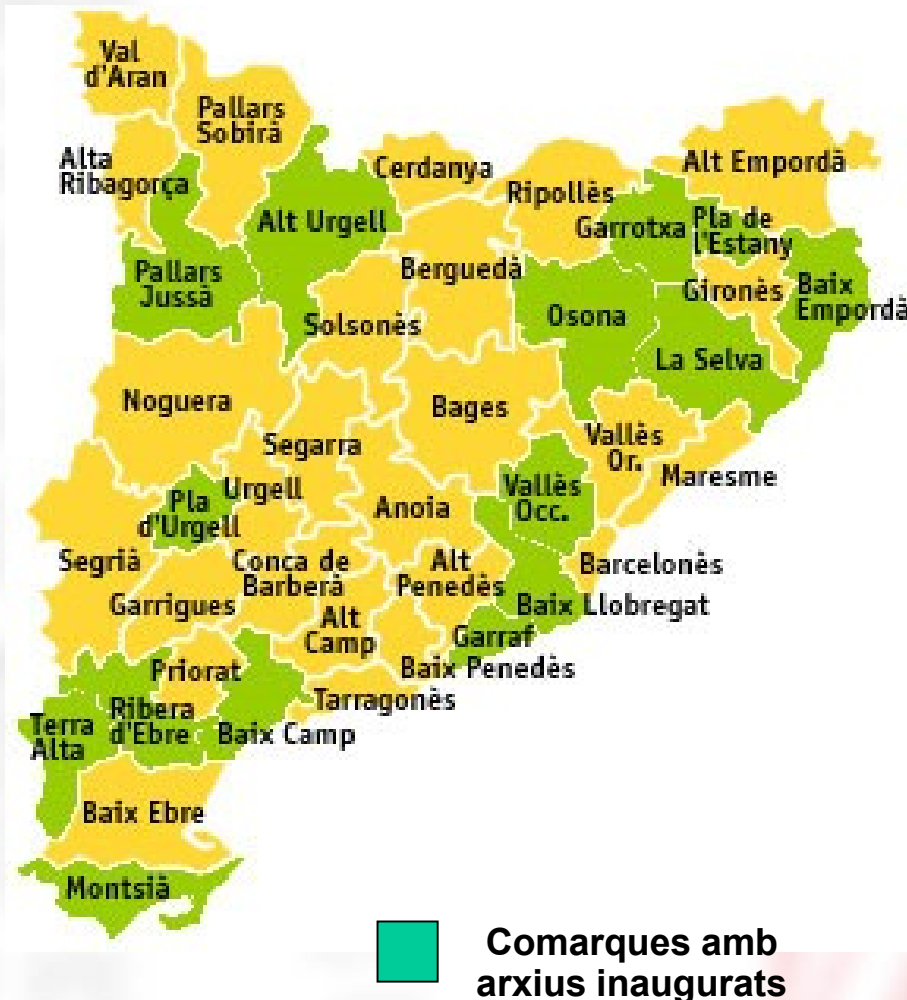 Val
d'Aran
Pallars
Sobirà
Alta
Ribagorça
Cerdanya
Alt Empordà
Ripollès
Alt Urgell
Garrotxa
Pla de
l'Estany
Berguedà
Pallars
Jussà
Gironès
Baix
Empordà
Osona
Solsonès
La Selva
Noguera
Bages
Segarra
Vallès
Or.
Maresme
Urgell
Vallès
Occ.
Pla
d'Urgell
Anoia
Segrià
Conca de
Barberà
Alt
Penedès
Barcelonès
Garrigues
Baix Llobregat
Alt
Camp
Garraf
Priorat
Baix Penedès
Tarragonès
Ribera
d'Ebre
Terra
Alta
Baix Camp
Baix Ebre
Montsià
Comarques amb
arxius inaugurats